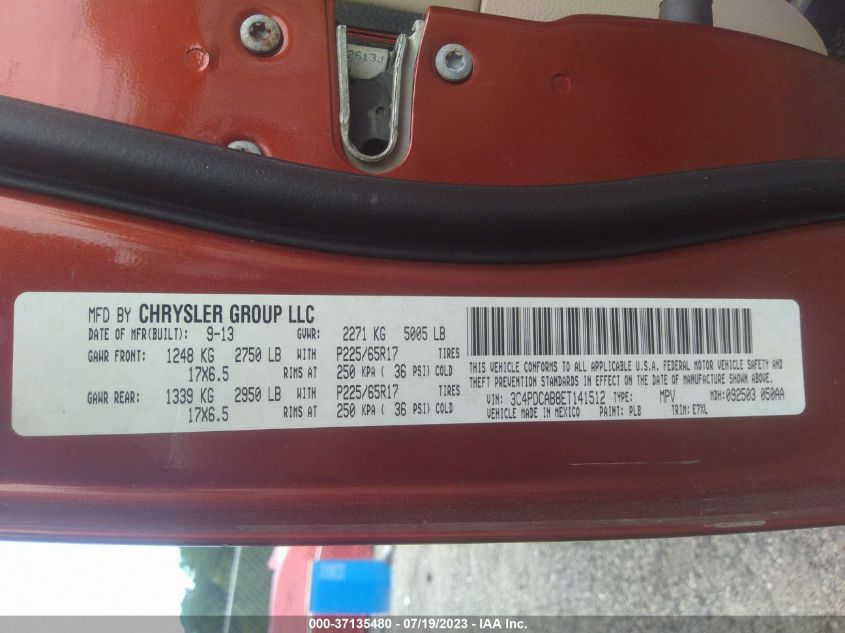 2613J
MFD BY CHRYSLER GROUP LLC
DATE OF MFR(BUILT): 9-13 GVWR: 2271 KG 5005 LB
GAWR FRONT: 1248 KG 2750 LB WITH P225/65R17 TIRES
17X6.5 RIMS AT 250 KPA ( 36 PSI) COLD
GAWR REAR: 1339 KG 2950 LB WITH P225/65R17 TIRES
17X6.5 RIMS AT 250 KPA ( 36 PSI) COLD
THIS VEHICLE CONFORMS TO ALL APPLICABLE U.S.A. FEDERAL MOTOR VEHICLE SAFETY AND
THEFT PREVENTION STANDARDS IN EFFECT ON THE DATE OF MANUFACTURE SHOWN ABOVE.
VIN: 3C4PDCAB8ET141512 TYPE: MPV MDH:092503 050AA
VEHICLE MADE IN MEXICO PAINT: PLB TRIM: E7XL
000-37135480 - 07/19/2023 - IAA Inc.